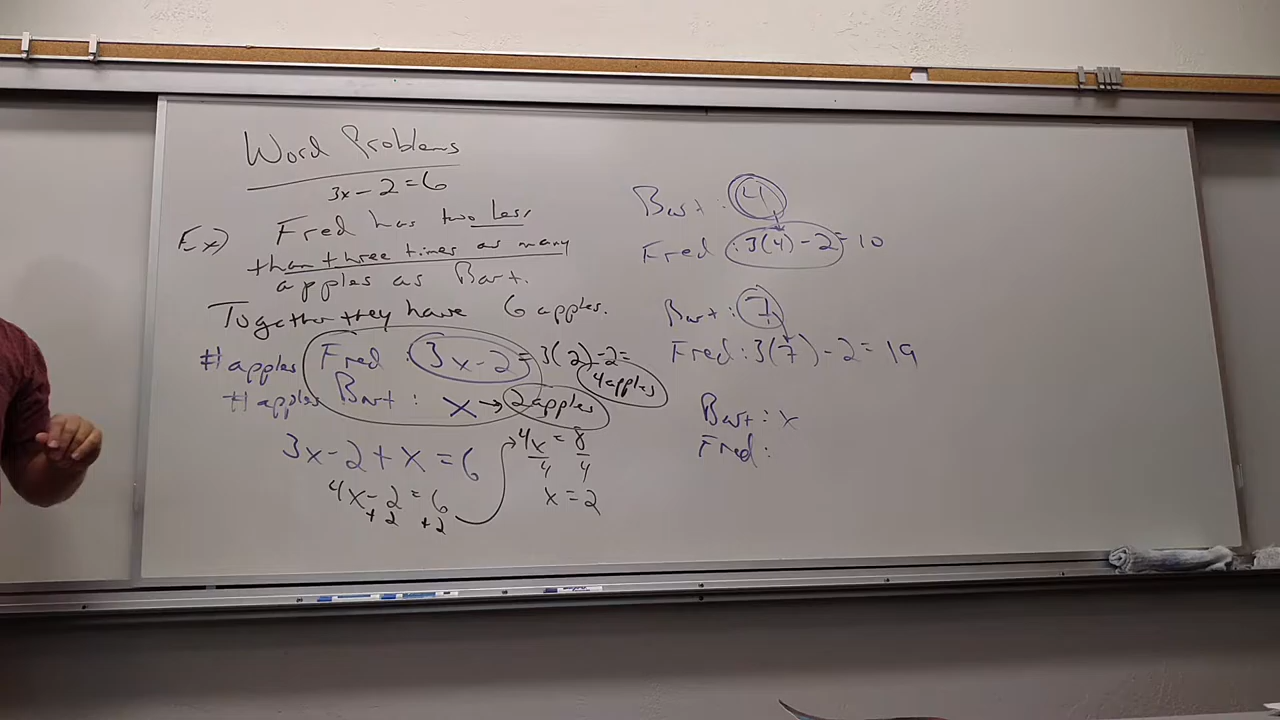 Word Problems
3x-2=6
Ex) Fred has two less
than three times as many
apples as Bart.
Together they have 6 apples.
# apples Fred : 3x-2 = 3(2)-2=
4 apples
# apples Bart : x → 2 apples
3x-2+x=6
4x-2=6
+2 +2
4x=8
4 4
x=2
Bart : 4
Fred : 3(4)-2=10
Bart : 7
Fred : 3(7)-2=19
Bart : x
Fred :